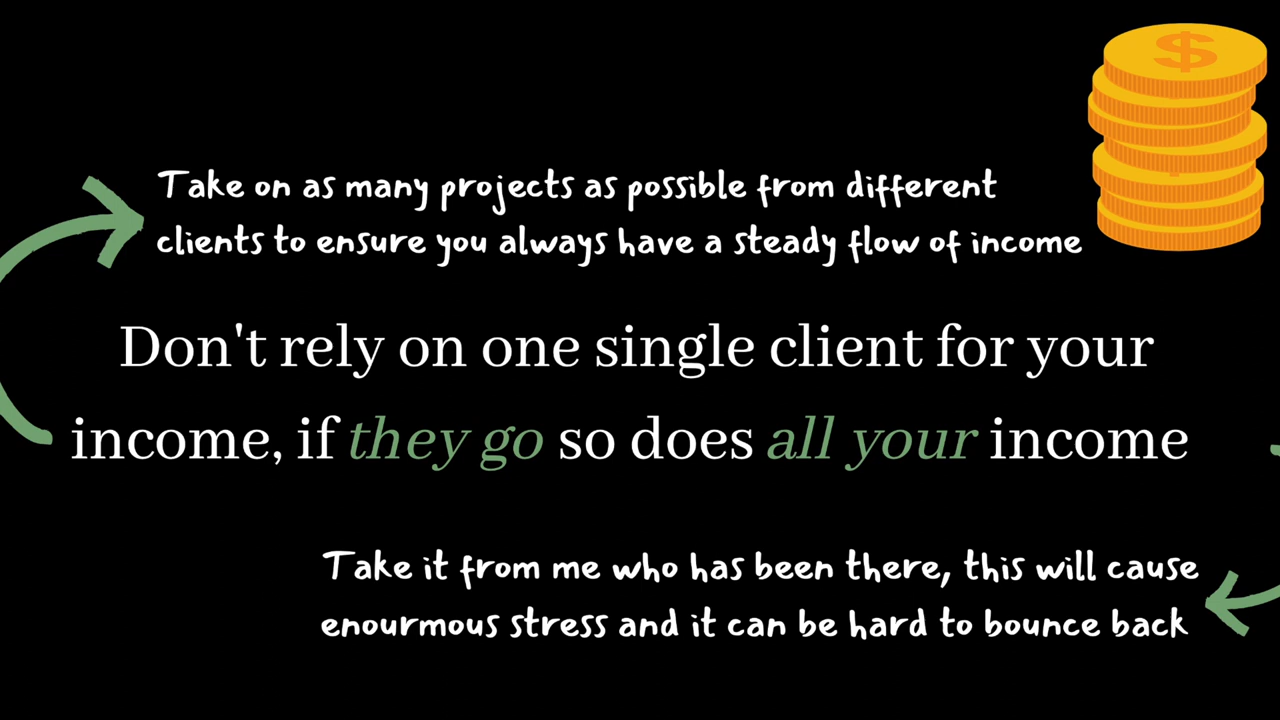 $
Take on as many projects as possible from different
clients to ensure you always have a steady flow of income
Don't rely on one single client for your
income, if they go so does all your income
Take it from me who has been there, this will cause
enourmous stress and it can be hard to bounce back